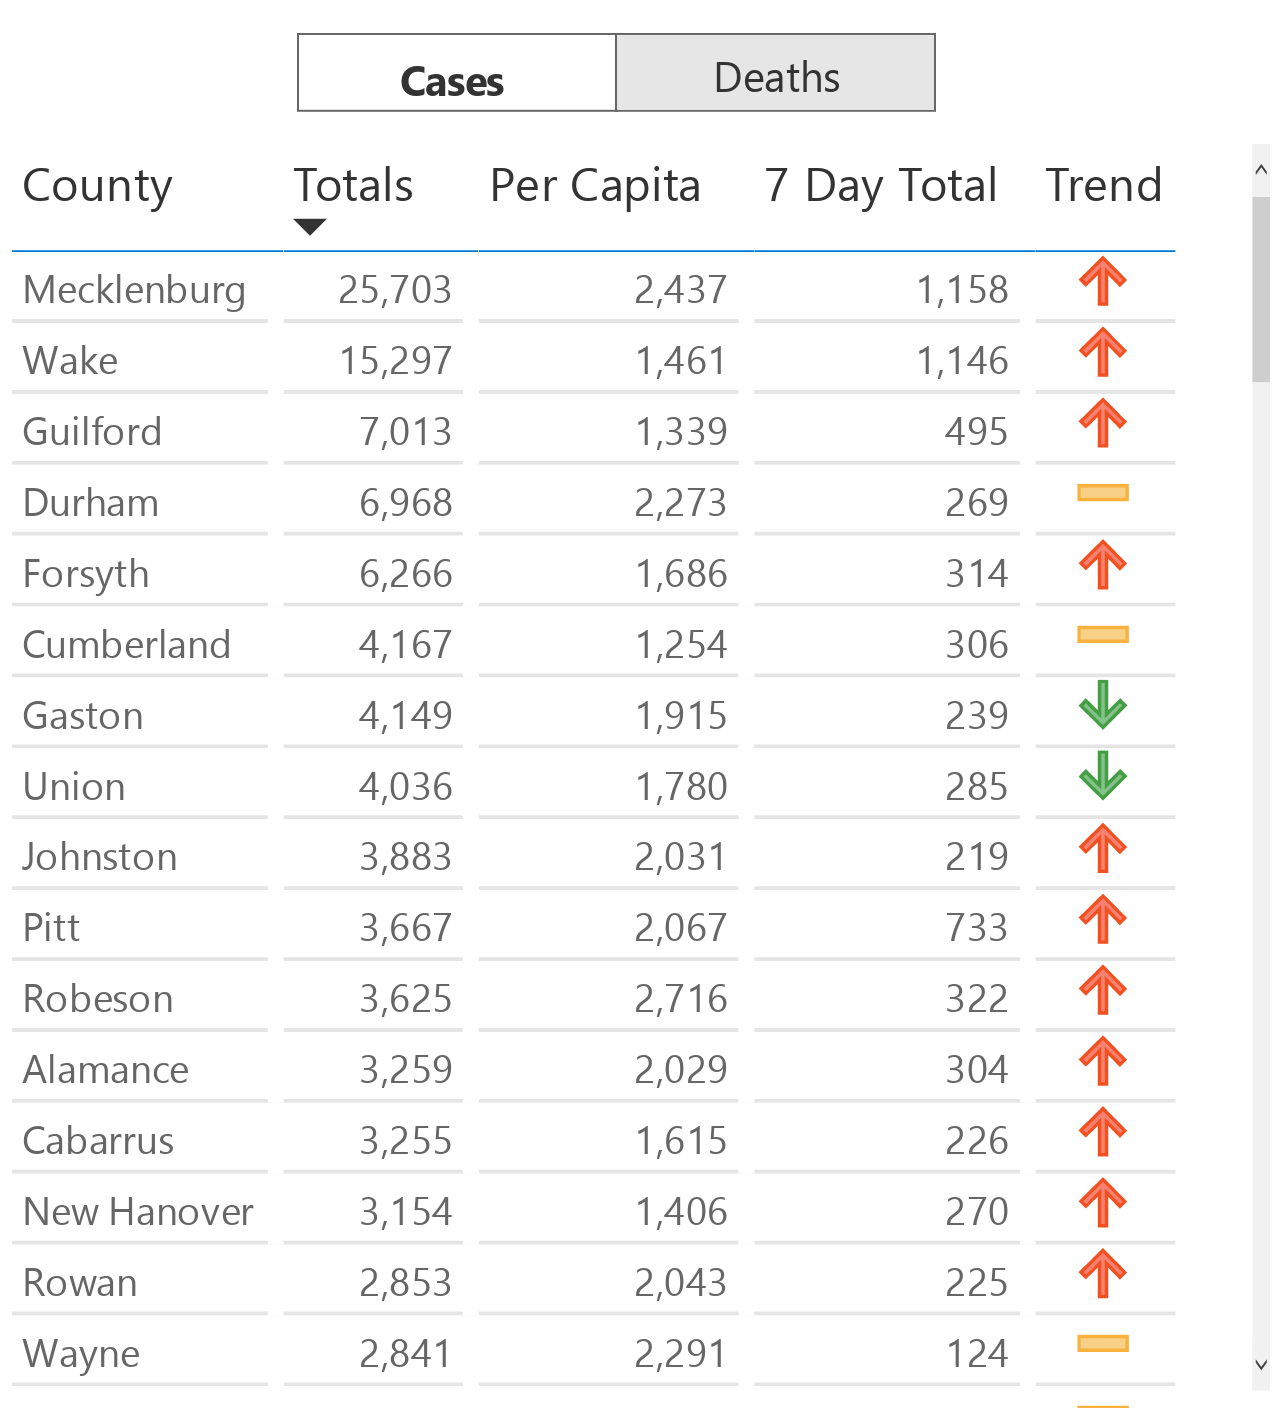 Cases Deaths
County Totals Per Capita 7 Day Total Trend
Mecklenburg 25,703 2,437 1,158
Wake 15,297 1,461 1,146
Guilford 7,013 1,339 495
Durham 6,968 2,273 269
Forsyth 6,266 1,686 314
Cumberland 4,167 1,254 306
Gaston 4,149 1,915 239
Union 4,036 1,780 285
Johnston 3,883 2,031 219
Pitt 3,667 2,067 733
Robeson 3,625 2,716 322
Alamance 3,259 2,029 304
Cabarrus 3,255 1,615 226
New Hanover 3,154 1,406 270
Rowan 2,853 2,043 225
Wayne 2,841 2,291 124